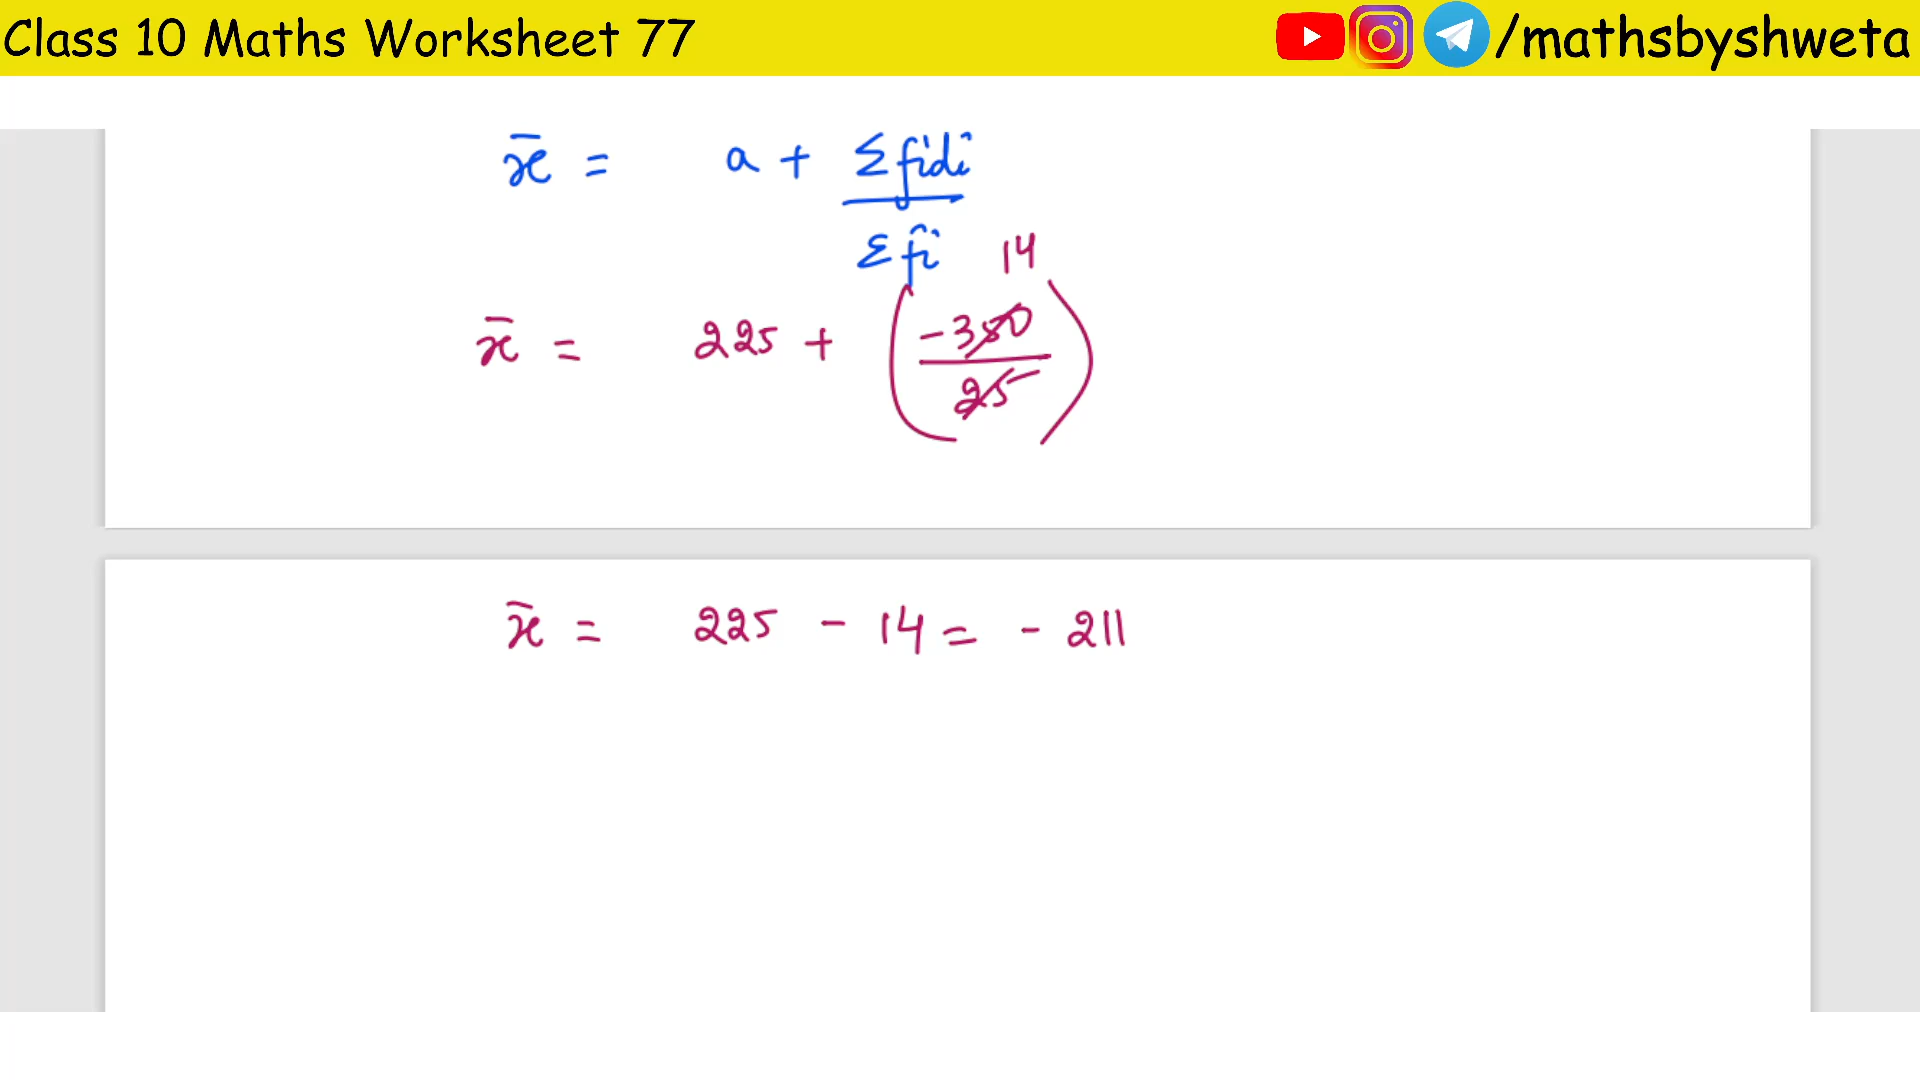 Class 10 Maths Worksheet 77
/mathsbyshweta
x̄ = a + Σfidi
Σfi
14
x̄ = 225 + (-350
25)
x̄ = 225 - 14 = - 211